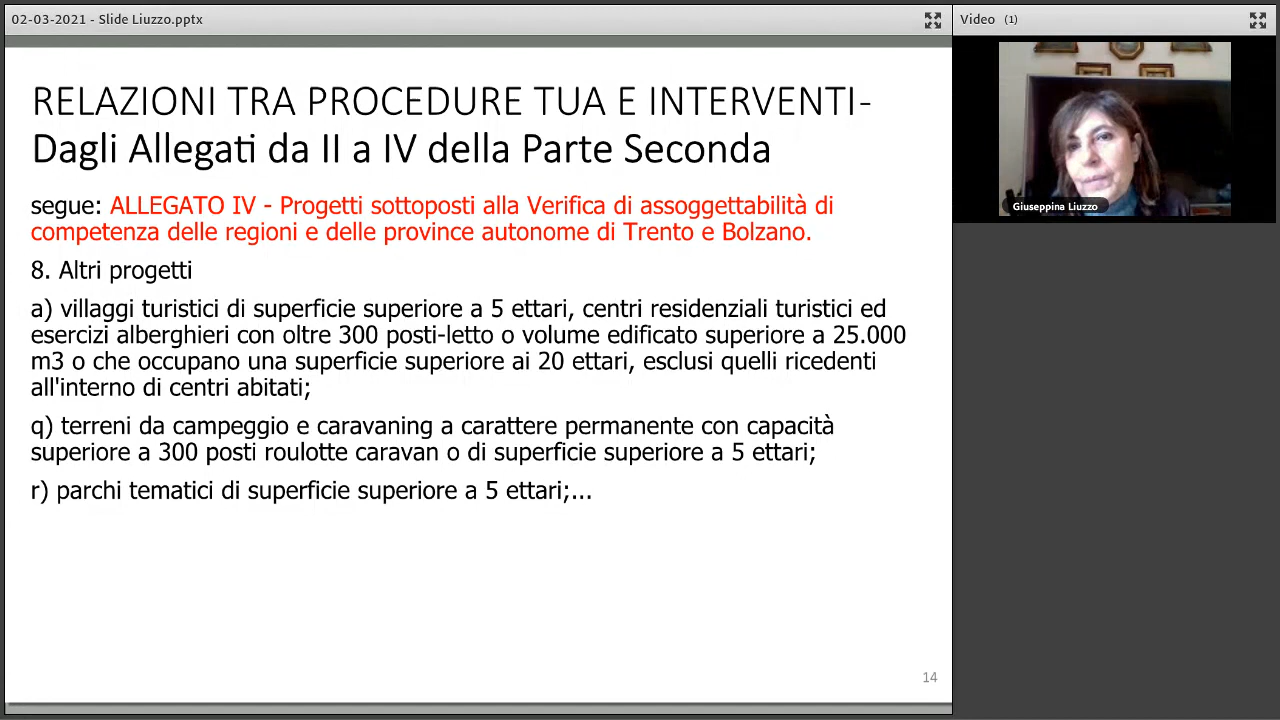 02-03-2021 - Slide Liuzzo.pptx
Video (1)
RELAZIONI TRA PROCEDURE TUA E INTERVENTI-
Dagli Allegati da II a IV della Parte Seconda
segue: ALLEGATO IV - Progetti sottoposti alla Verifica di assoggettabilità di
competenza delle regioni e delle province autonome di Trento e Bolzano.
8. Altri progetti
a) villaggi turistici di superficie superiore a 5 ettari, centri residenziali turistici ed
esercizi alberghieri con oltre 300 posti-letto o volume edificato superiore a 25.000
m3 o che occupano una superficie superiore ai 20 ettari, esclusi quelli ricedenti
all'interno di centri abitati;
q) terreni da campeggio e caravaning a carattere permanente con capacità
superiore a 300 posti roulotte caravan o di superficie superiore a 5 ettari;
r) parchi tematici di superficie superiore a 5 ettari;...
14
Giuseppina Liuzzo